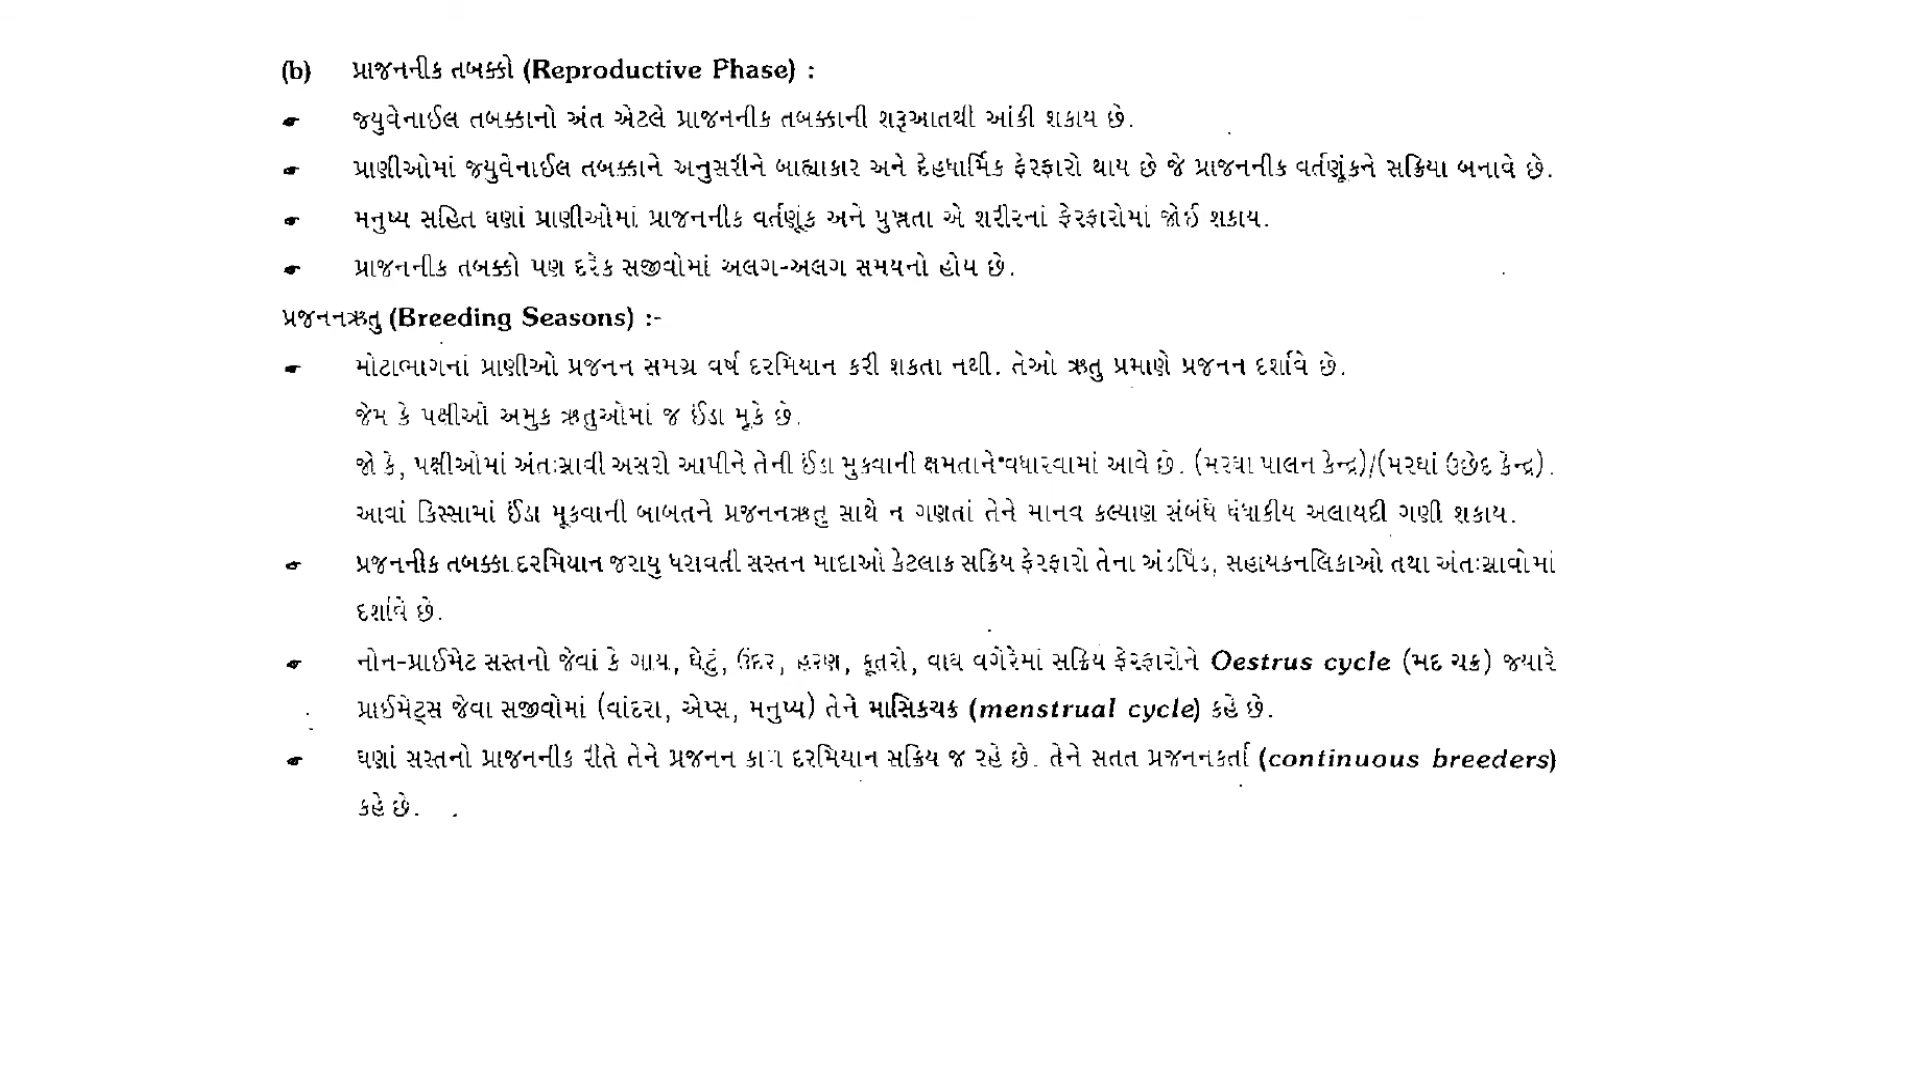 (b) પ્રાજનનીક તબક્કો (Reproductive Phase) :
☛ જયુવેનાઈલ તબક્કાનો અંત એટલે પ્રાજનનીક તબક્કાની શરૂઆતથી આંકી શકાય છે.
☛ પ્રાણીઓમાં જયુવેનાઈલ તબક્કાને અનુસરીને બાહ્યાકાર અને દેહધાર્મિક ફેરફારો થાય છે જે પ્રાજનનીક વર્તણૂંકને સક્રિયા બનાવે છે.
☛ મનુષ્ય સહિત ઘણાં પ્રાણીઓમાં પ્રાજનનીક વર્તણૂંક અને પુખ્તતા એ શરીરનાં ફેરફારોમાં જોઈ શકાય.
☛ પ્રાજનનીક તબક્કો પણ દરેક સજીવોમાં અલગ-અલગ સમયનો હોય છે.
પ્રજનનઋતુ (Breeding Seasons) :-
☛ મોટાભાગનાં પ્રાણીઓ પ્રજનન સમગ્ર વર્ષ દરમિયાન કરી શકતા નથી. તેઓ ઋતુ પ્રમાણે પ્રજનન દર્શાવે છે.
જેમ કે પક્ષીઓ અમુક ઋતુઓમાં જ ઈંડા મૂકે છે.
જો કે, પક્ષીઓમાં અંતઃસ્રાવી અસરો આપીને તેની ઈંડા મુકવાની ક્ષમતાને વધારવામાં આવે છે. (મરઘા પાલન કેન્દ્ર)/(મરઘાં ઉછેદ કેન્દ્ર).
આવાં કિસ્સામાં ઈંડા મૂકવાની બાબતને પ્રજનનઋતુ સાથે ન ગણતાં તેને માનવ કલ્યાણ સંબંધે ધંધાકીય અલાયદી ગણી શકાય.
☛ પ્રજનનીક તબક્કા દરમિયાન જરાયુ ધરાવતી સસ્તન માદાઓ કેટલાક સક્રિય ફેરફારો તેના અંડપિંડ, સહાયકનલિકાઓ તથા અંતઃસ્રાવોમાં
દર્શાવે છે.
☛ નોન-પ્રાઈમેટ સસ્તનો જેવાં કે ગાય, ઘેટું, ઉંદર, હરણ, કૂતરો, વાઘ વગેરેમાં સક્રિય ફેરફારોને Oestrus cycle (મદ ચક્ર) જયારે
પ્રાઈમેટ્સ જેવા સજીવોમાં (વાંદરા, એપ્સ, મનુષ્ય) તેને માસિકચક્ર (menstrual cycle) કહે છે.
☛ ઘણાં સસ્તનો પ્રાજનનીક રીતે તેને પ્રજનન કાળ દરમિયાન સક્રિય જ રહે છે. તેને સતત પ્રજનનકર્તા (continuous breeders)
કહે છે.